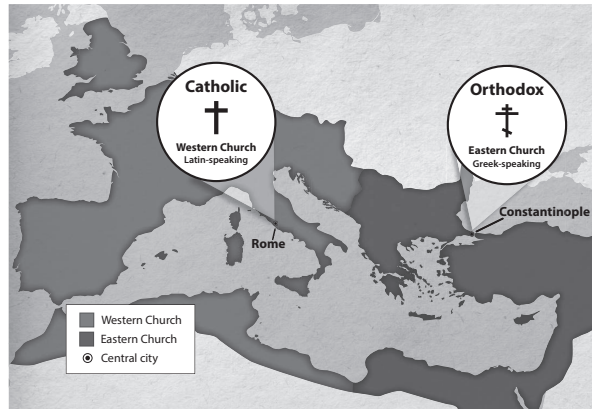 Catholic
Western Church
Latin-speaking
Orthodox
Eastern Church
Greek-speaking
Constantinople
Rome
Western Church
Eastern Church
Central city